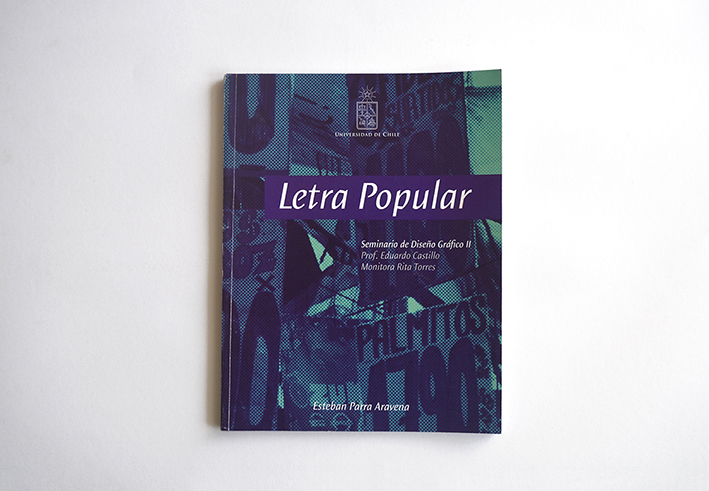 UNIVERSIDAD DE CHILE
Letra Popular
Seminario de Diseño Gráfico II
Prof. Eduardo Castillo
Monitora Rita Torres
PALMITOS
790
Esteban Parra Aravena